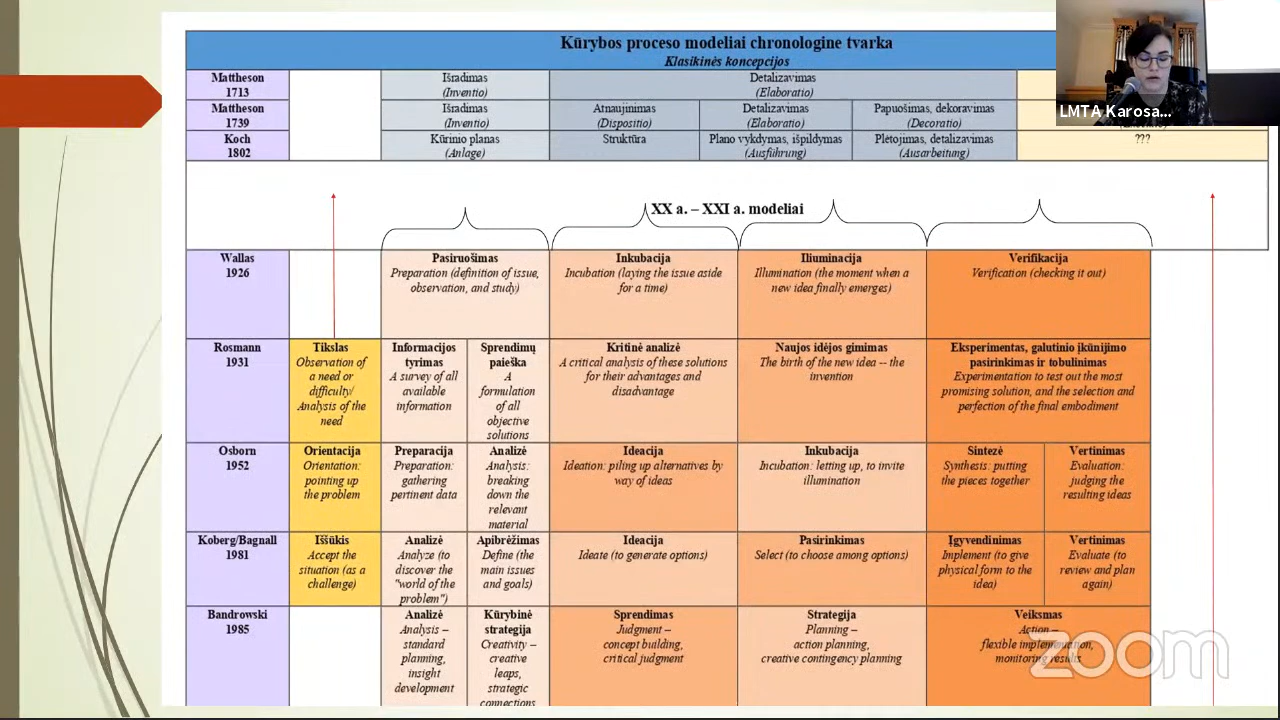 Kūrybos proceso modeliai chronologine tvarka
Klasikinės koncepcijos
Mattheson
1713
Išradimas
(Inventio)
Detalizavimas
(Elaboratio)
Mattheson
1739
Išradimas
(Inventio)
Atnaujinimas
(Dispositio)
Detalizavimas
(Elaboratio)
Papuošimas, dekoravimas
(Decoratio)
Koch
1802
Kūrinio planas
(Anlage)
Struktūra
Plano vykdymas, išpildymas
(Ausführung)
Plėtojimas, detalizavimas
(Ausarbeitung)
???
LMTA Karosa...
XX a. – XXI a. modeliai
Wallas
1926
Pasiruošimas
Preparation (definition of issue,
observation, and study)
Inkubacija
Incubation (laying the issue aside
for a time)
Iliuminacija
Illumination (the moment when a
new idea finally emerges)
Verifikacija
Verification (checking it out)
Rosmann
1931
Tikslas
Observation of
a need or
difficulty/
Analysis of the
need
Informacijos
tyrimas
A survey of all
available
information
Sprendimų
paieška
A
formulation
of all
objective
solutions
Kritinė analizė
A critical analysis of these solutions
for their advantages and
disadvantage
Naujos idėjos gimimas
The birth of the new idea -- the
invention
Eksperimentas, galutinio įkūnijimo
pasirinkimas ir tobulinimas
Experimentation to test out the most
promising solution, and the selection and
perfection of the final embodiment
Osborn
1952
Orientacija
Orientation:
pointing up
the problem
Preparacija
Preparation:
gathering
pertinent data
Analizė
Analysis:
breaking
down the
relevant
material
Ideacija
Ideation: piling up alternatives by
way of ideas
Inkubacija
Incubation: letting up, to invite
illumination
Sintezė
Synthesis: putting
the pieces together
Vertinimas
Evaluation:
judging the
resulting ideas
Koberg/Bagnall
1981
Iššūkis
Accept the
situation (as a
challenge)
Analizė
Analyze (to
discover the
"world of the
problem")
Apibrėžimas
Define (the
main issues
and goals)
Ideacija
Ideate (to generate options)
Pasirinkimas
Select (to choose among options)
Įgyvendinimas
Implement (to give
physical form to the
idea)
Vertinimas
Evaluate (to
review and plan
again)
Bandrowski
1985
Analizė
Analysis –
standard
planning,
insight
development
Kūrybinė
strategija
Creativity –
creative
leaps,
strategic
connections
Sprendimas
Judgment –
concept building,
critical judgment
Strategija
Planning –
action planning,
creative contingency planning
Veiksmas
Action –
flexible implementation,
monitoring results
zoom